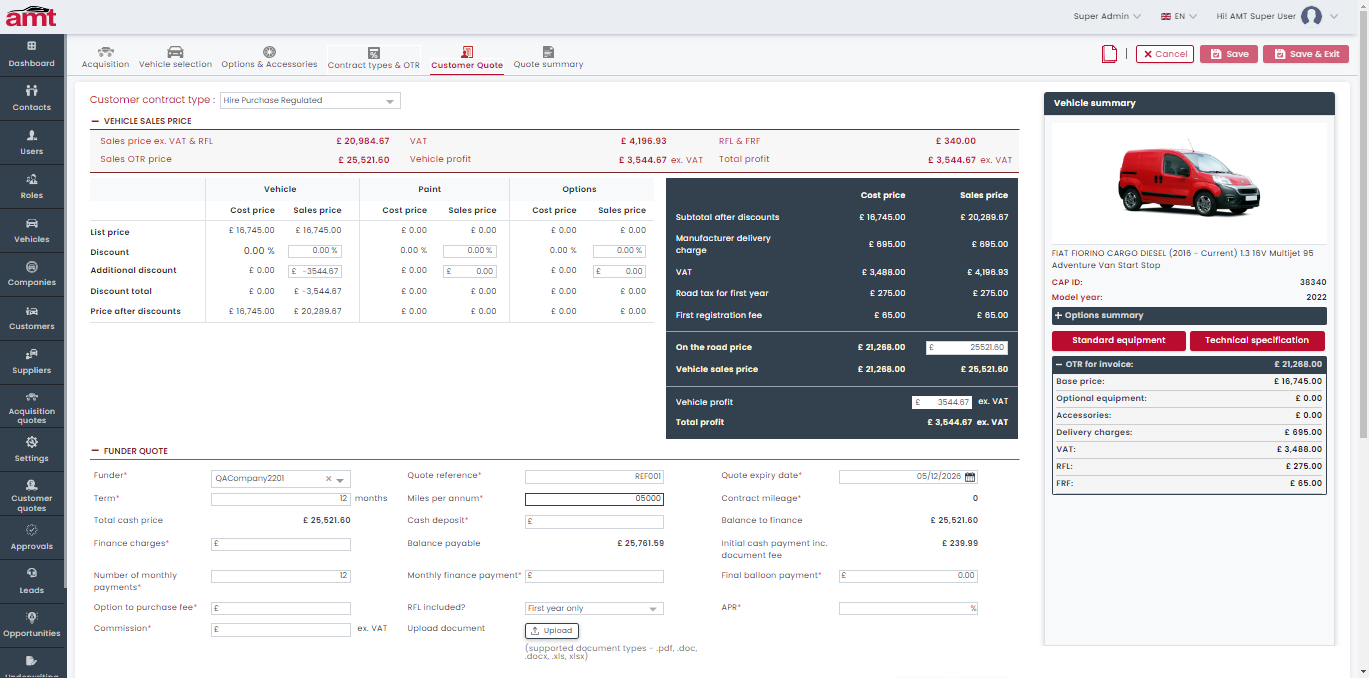 amt
Super Admin EN Hi! AMT Super User
Dashboard
Contacts
Users
Roles
Vehicles
Companies
Customers
Suppliers
Acquisition
quotes
Settings
Customer
quotes
Approvals
Leads
Opportunities
Underwriting
Acquisition Vehicle selection Options & Accessories Contract types & OTR Customer Quote Quote summary
Cancel Save Save & Exit
Customer contract type : Hire Purchase Regulated
VEHICLE SALES PRICE
Sales price ex. VAT & RFL £ 20,984.67 VAT £ 4,196.93 RFL & FRF £ 340.00
Sales OTR price £ 25,521.60 Vehicle profit £ 3,544.67 ex. VAT Total profit £ 3,544.67 ex. VAT
Vehicle Paint Options
Cost price Sales price Cost price Sales price Cost price Sales price
List price £ 16,745.00 £ 16,745.00 £ 0.00 £ 0.00 £ 0.00 £ 0.00
Discount 0.00 % 0.00 % 0.00 % 0.00 % 0.00 % 0.00 %
Additional discount £ 0.00 £ -3544.67 £ 0.00 £ 0.00 £ 0.00 £ 0.00
Discount total £ 0.00 £ -3,544.67 £ 0.00 £ 0.00 £ 0.00 £ 0.00
Price after discounts £ 16,745.00 £ 20,289.67 £ 0.00 £ 0.00 £ 0.00 £ 0.00
Cost price Sales price
Subtotal after discounts £ 16,745.00 £ 20,289.67
Manufacturer delivery
charge £ 695.00 £ 695.00
VAT £ 3,488.00 £ 4,196.93
Road tax for first year £ 275.00 £ 275.00
First registration fee £ 65.00 £ 65.00
On the road price £ 21,268.00 £ 25521.60
Vehicle sales price £ 21,268.00 £ 25,521.60
Vehicle profit £ 3544.67 ex. VAT
Total profit £ 3,544.67 ex. VAT
FUNDER QUOTE
Funder* QACompany2201 × Quote reference* REF001 Quote expiry date* 05/12/2026
Term* 12 months Miles per annum* 05000 Contract mileage* 0
Total cash price £ 25,521.60 Cash deposit* £ Balance to finance £ 25,521.60
Finance charges* £ Balance payable £ 25,761.59 Initial cash payment inc.
document fee £ 239.99
Number of monthly
payments* 12 Monthly finance payment* £ Final balloon payment* £ 0.00
Option to purchase fee* £ RFL included? First year only APR* %
Commission* £ ex. VAT Upload document Upload
(supported document types - .pdf, .doc,
.docx, .xls, xlsx)
Vehicle summary
FIAT FIORINO CARGO DIESEL (2016 - Current) 1.3 16V Multijet 95
Adventure Van Start Stop
CAP ID: 38340
Model year: 2022
+ Options summary
Standard equipment Technical specification
OTR for invoice: £ 21,268.00
Base price: £ 16,745.00
Optional equipment: £ 0.00
Accessories: £ 0.00
Delivery charges: £ 695.00
VAT: £ 3,488.00
RFL: £ 275.00
FRF: £ 65.00